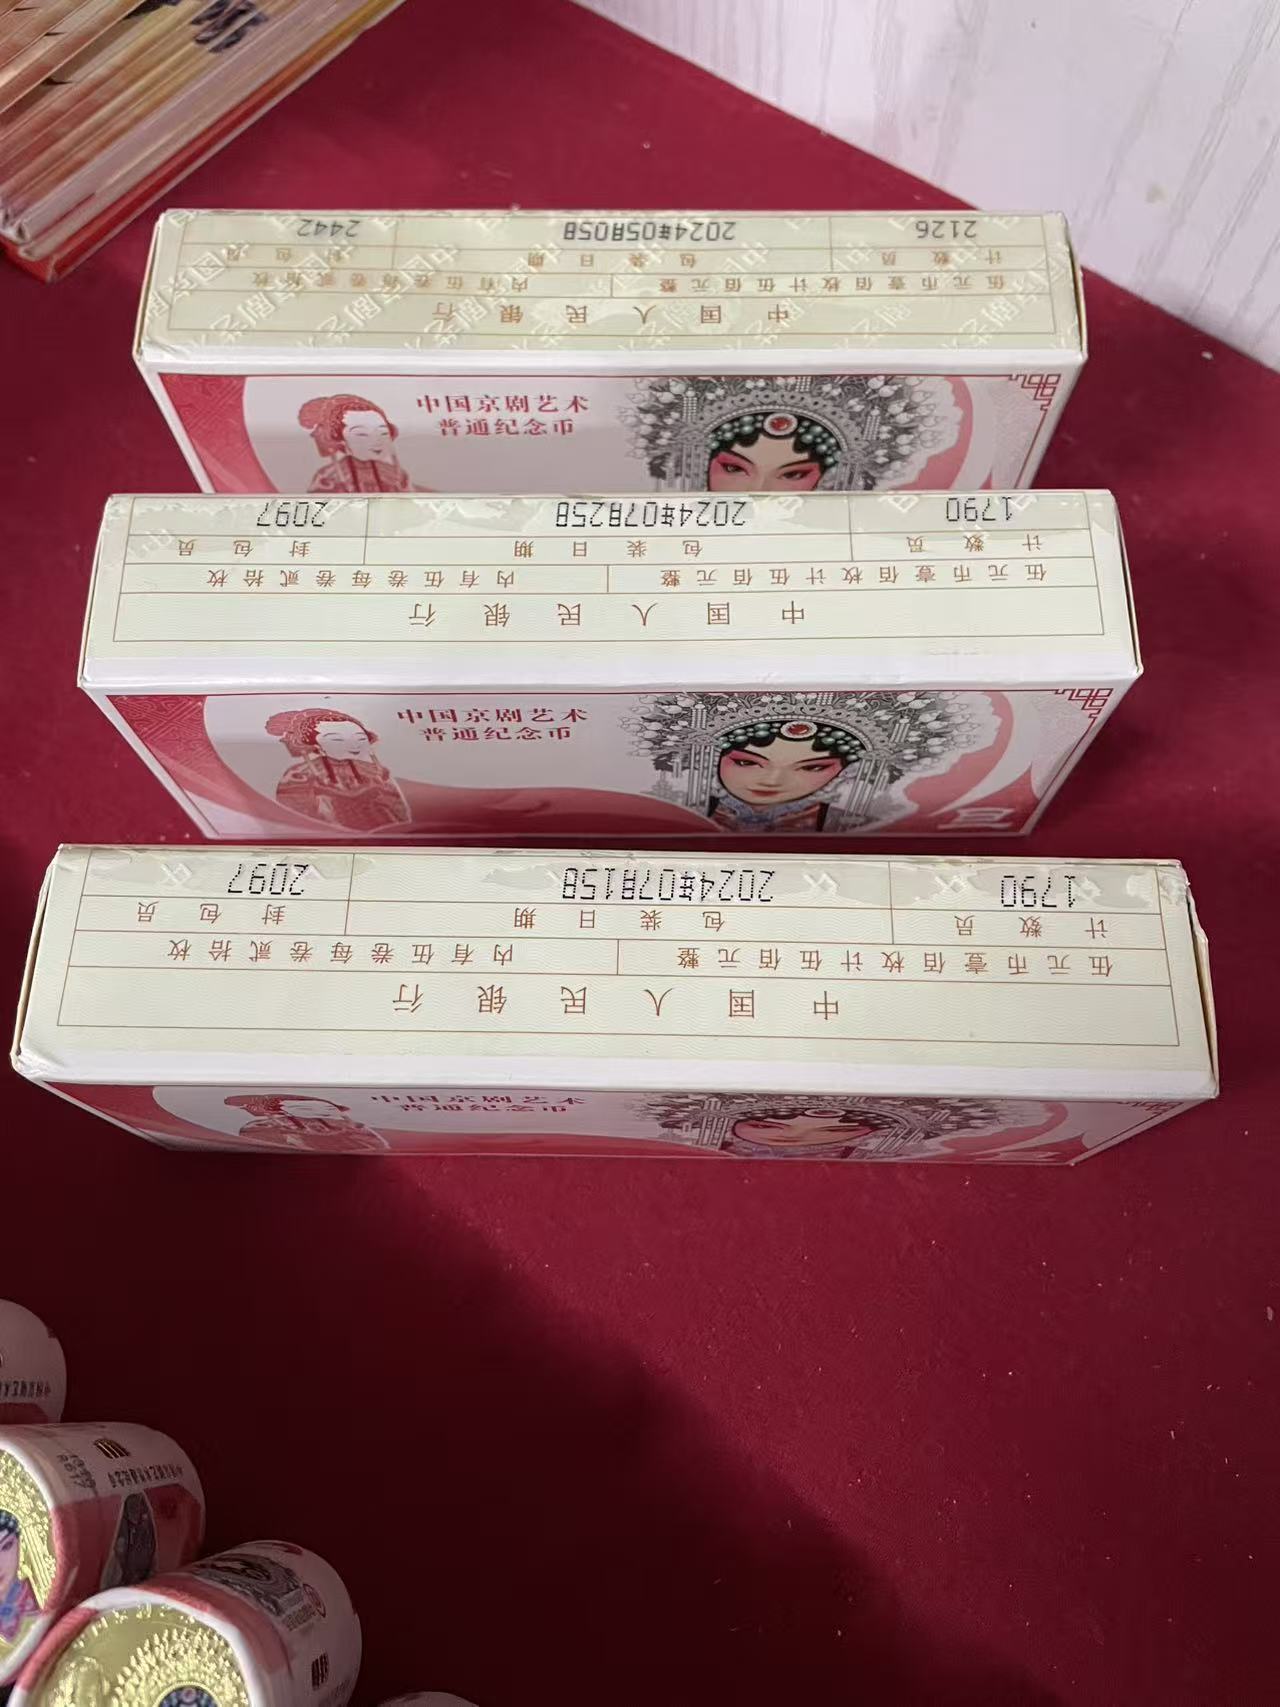 中国人民银行
伍元币壹佰枚计伍佰元整 内有伍卷每卷贰拾枚
计数员 包装日期 封包员
2126 2024#058058 2442
中国京剧艺术
普通纪念币
中国人民银行
伍元币壹佰枚计伍佰元整 内有伍卷每卷贰拾枚
计数员 包装日期 封包员
1790 2024#078258 2097
中国京剧艺术
普通纪念币
中国人民银行
伍元币壹佰枚计伍佰元整 内有伍卷每卷贰拾枚
计数员 包装日期 封包员
1790 2024#078158 2097
中国京剧艺术
普通纪念币